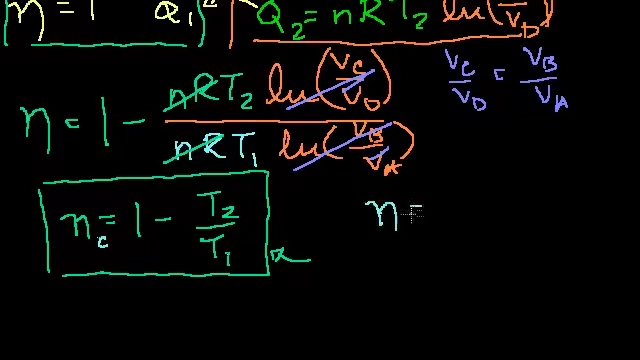 η = 1 - Q₁ Q₂ = nRT₂ ln(/V_D)
η = 1 - nRT₂ ln(V_C/V_D) / nRT₁ ln(V_B/V_A) V_C/V_D = V_B/V_A
η_c = 1 - T₂/T₁ η =